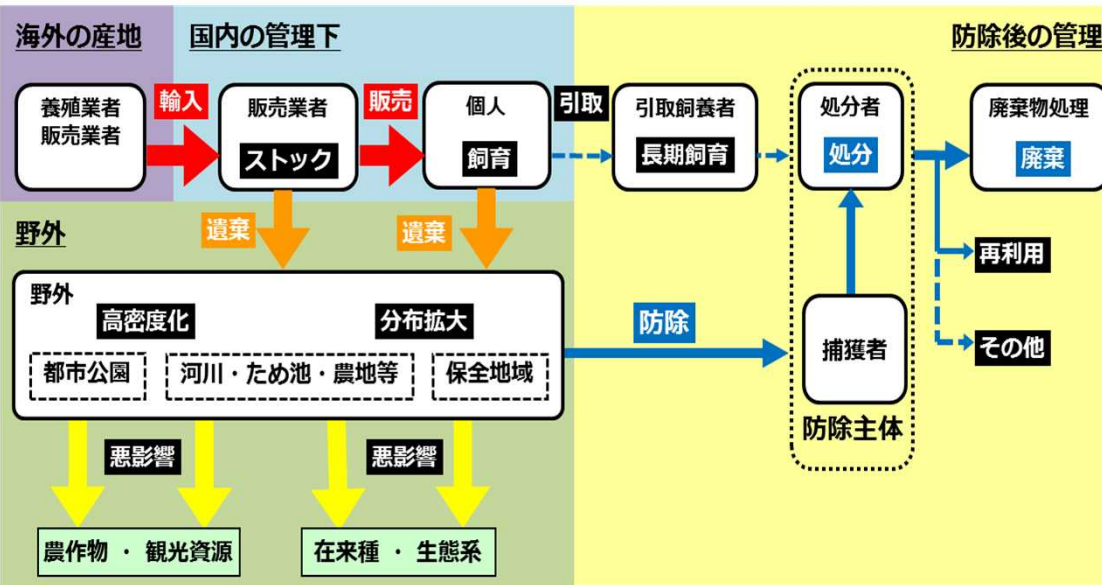 海外の産地
国内の管理下
防除後の管理
養殖業者
販売業者
輸入
販売業者
ストック
販売
個人
飼育
引取
引取飼養者
長期飼育
処分者
処分
廃棄物処理
廃棄
遺棄
遺棄
野外
野外
高密度化
分布拡大
都市公園
河川・ため池・農地等
保全地域
防除
捕獲者
防除主体
再利用
その他
悪影響
悪影響
農作物 ・ 観光資源
在来種 ・ 生態系